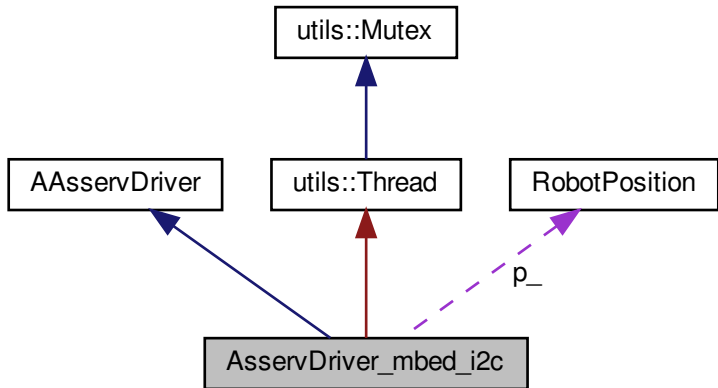 utils::Mutex
AAsservDriver
utils::Thread
RobotPosition
p_
AsservDriver_mbed_i2c